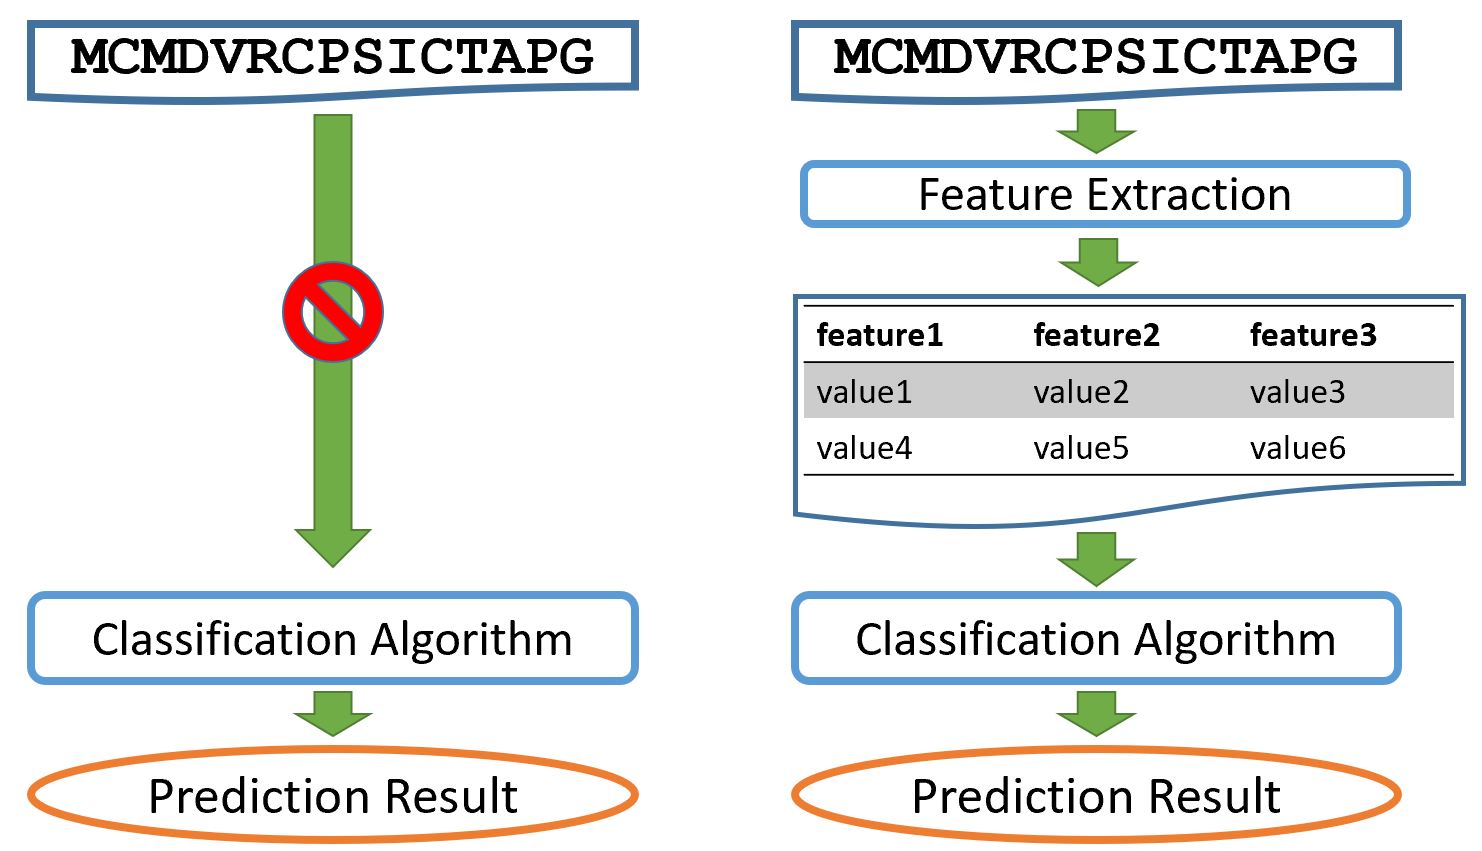 MCMDVRCPSICTAPG
Classification Algorithm
Prediction Result
MCMDVRCPSICTAPG
Feature Extraction
feature1 feature2 feature3
value1 value2 value3
value4 value5 value6
Classification Algorithm
Prediction Result